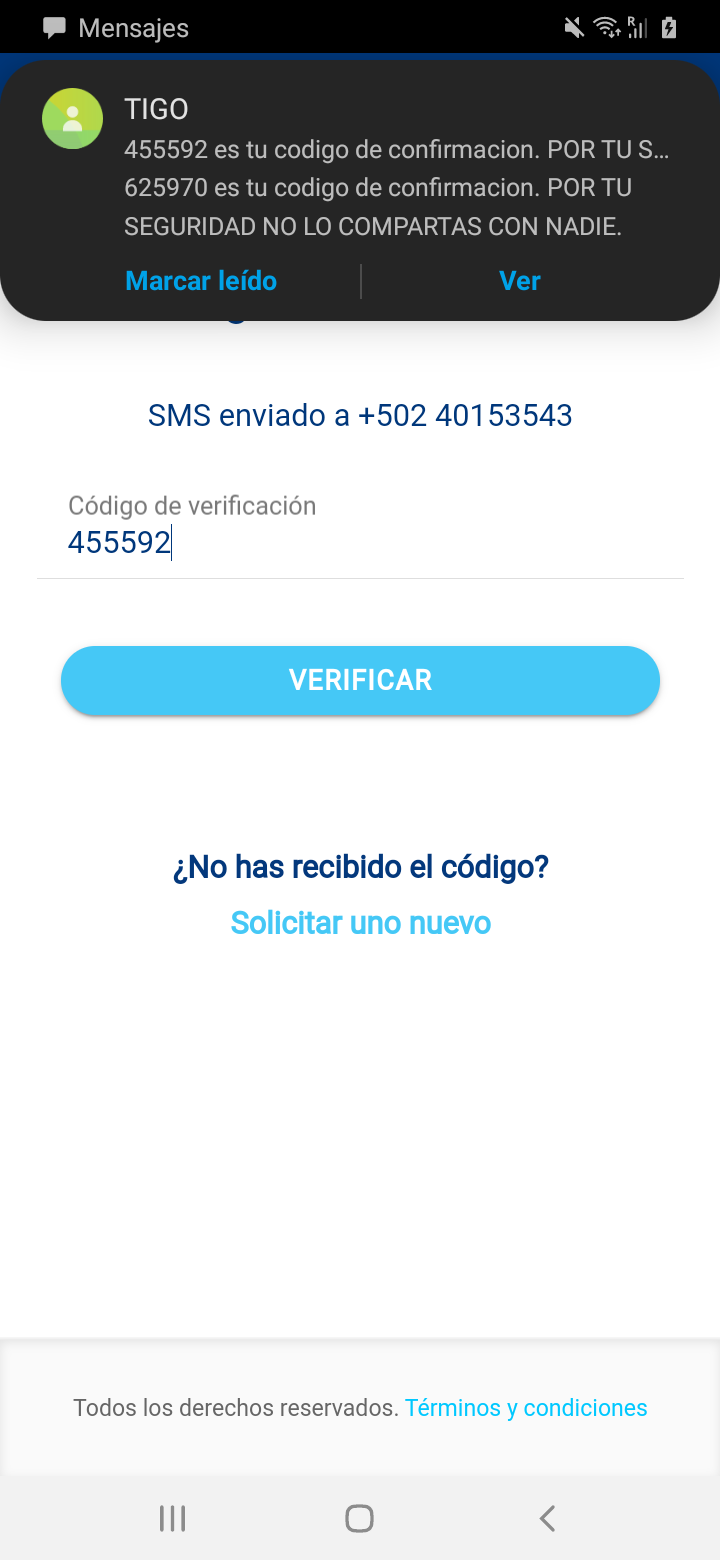 Mensajes
R
TIGO
455592 es tu codigo de confirmacion. POR TU S...
625970 es tu codigo de confirmacion. POR TU
SEGURIDAD NO LO COMPARTAS CON NADIE.
Marcar leído
Ver
SMS enviado a +502 40153543
Código de verificación
455592
VERIFICAR
¿No has recibido el código?
Solicitar uno nuevo
Todos los derechos reservados. Términos y condiciones